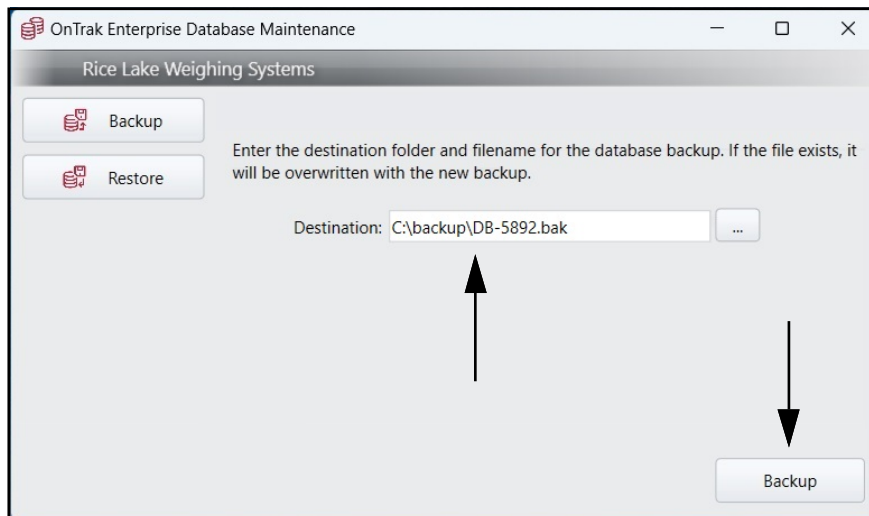 OnTrak Enterprise Database Maintenance
Rice Lake Weighing Systems
Backup
Restore
Enter the destination folder and filename for the database backup. If the file exists, it
will be overwritten with the new backup.
Destination: C:\backup\DB-5892.bak ...
Backup